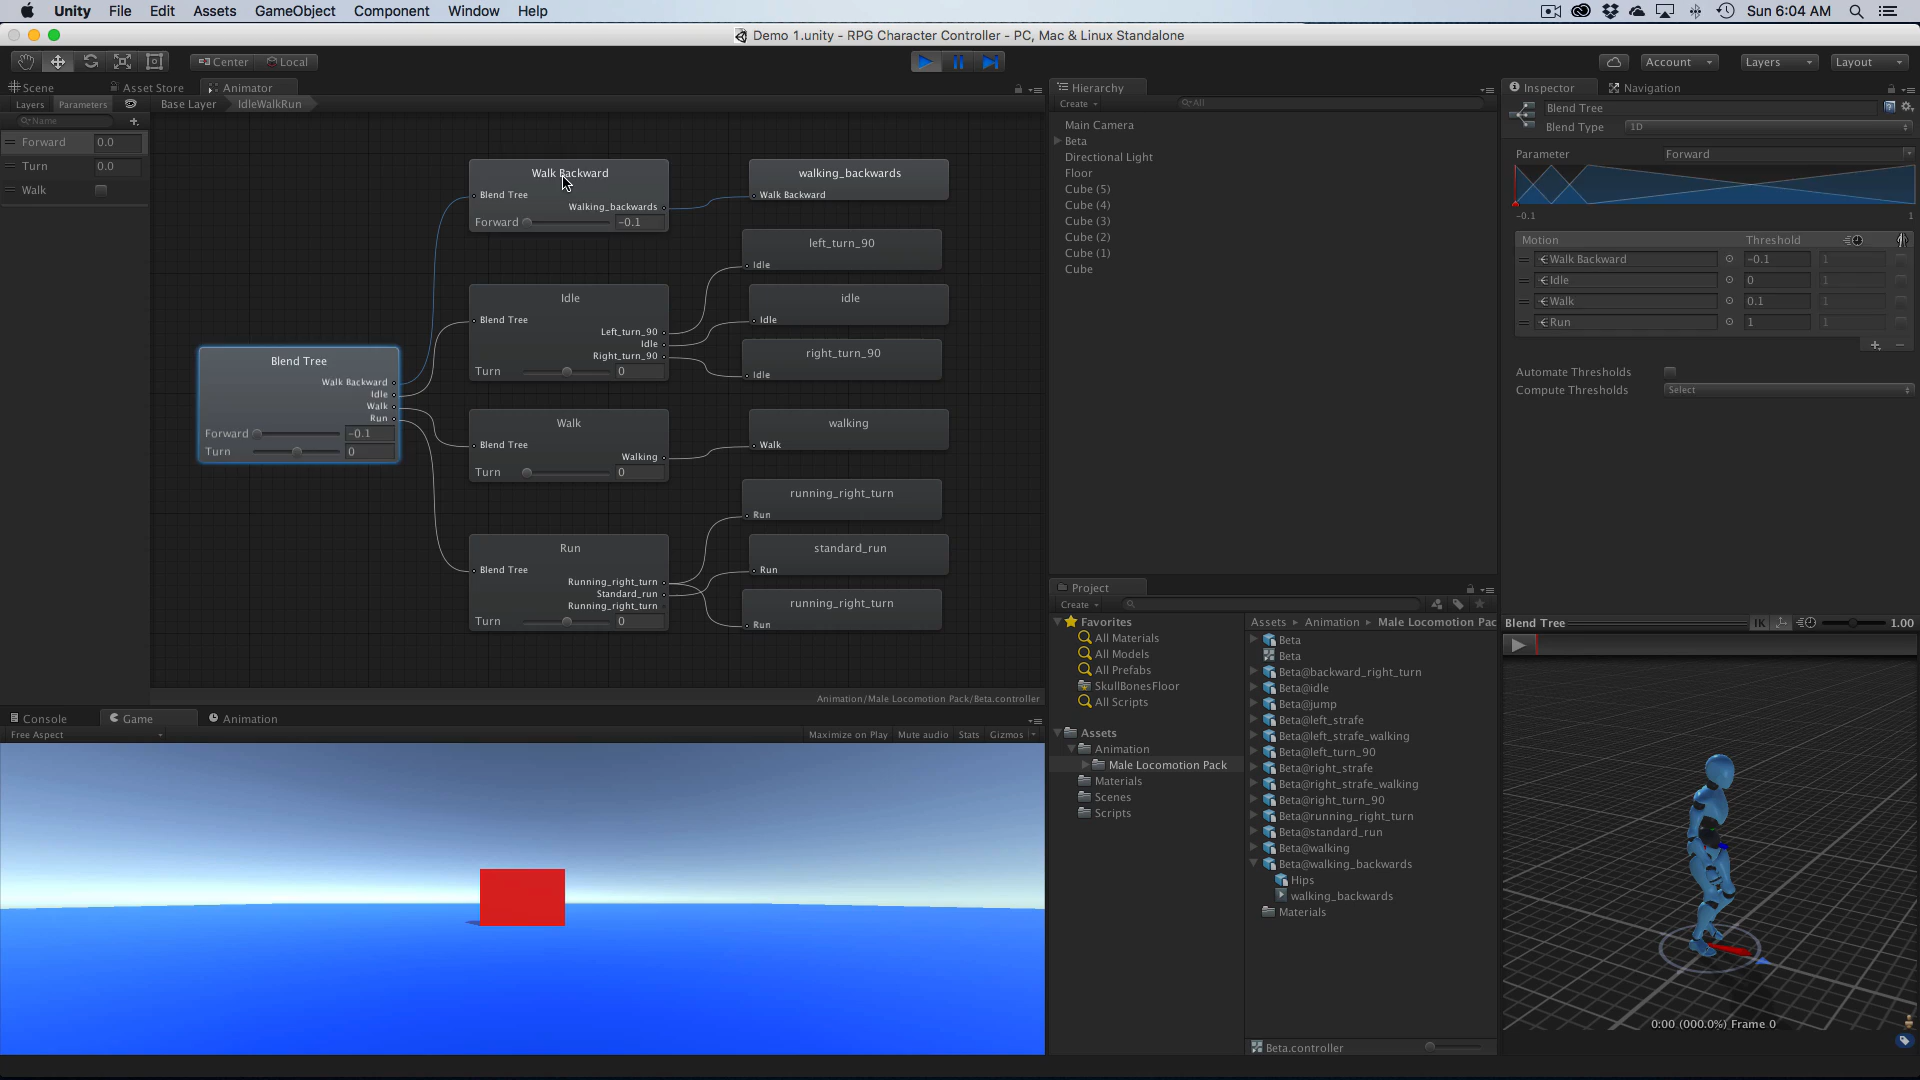 Unity File Edit Assets GameObject Component Window Help
Sun 6:04 AM
Demo 1.unity - RPG Character Controller - PC, Mac & Linux Standalone
Center Local
Account Layers Layout
Scene Asset Store Animator
Layers Parameters
Base Layer IdleWalkRun
Name
Forward 0.0
Turn 0.0
Walk
Blend Tree
Walk Backward
Idle
Walk
Run
Forward -0.1
Turn 0
Walk Backward
Blend Tree
Walking_backwards
Forward -0.1
Idle
Blend Tree
Left_turn_90
Idle
Right_turn_90
Turn 0
Walk
Blend Tree
Walking
Turn 0
Run
Blend Tree
Running_right_turn
Standard_run
Running_right_turn
Turn 0
walking_backwards
Walk Backward
left_turn_90
Idle
idle
Idle
right_turn_90
Idle
walking
Walk
running_right_turn
Run
standard_run
Run
running_right_turn
Run
Animation/Male Locomotion Pack/Beta.controller
Console Game Animation
Free Aspect
Maximize on Play Mute audio Stats Gizmos
Hierarchy
Create All
Main Camera
Beta
Directional Light
Floor
Cube (5)
Cube (4)
Cube (3)
Cube (2)
Cube (1)
Cube
Project
Create
Favorites
All Materials
All Models
All Prefabs
SkullBonesFloor
All Scripts
Assets
Animation
Male Locomotion Pack
Materials
Scenes
Scripts
Assets Animation Male Locomotion Pac
Beta
Beta
Beta@backward_right_turn
Beta@idle
Beta@jump
Beta@left_strafe
Beta@left_strafe_walking
Beta@left_turn_90
Beta@right_strafe
Beta@right_strafe_walking
Beta@right_turn_90
Beta@running_right_turn
Beta@standard_run
Beta@walking
Beta@walking_backwards
Hips
walking_backwards
Materials
Beta.controller
Inspector Navigation
Blend Tree
Blend Type 1D
Parameter Forward
-0.1 1
Motion Threshold
Walk Backward -0.1 1
Idle 0 1
Walk 0.1 1
Run 1 1
Automate Thresholds
Compute Thresholds Select
Blend Tree IK 1.00
0:00 (000.0%) Frame 0